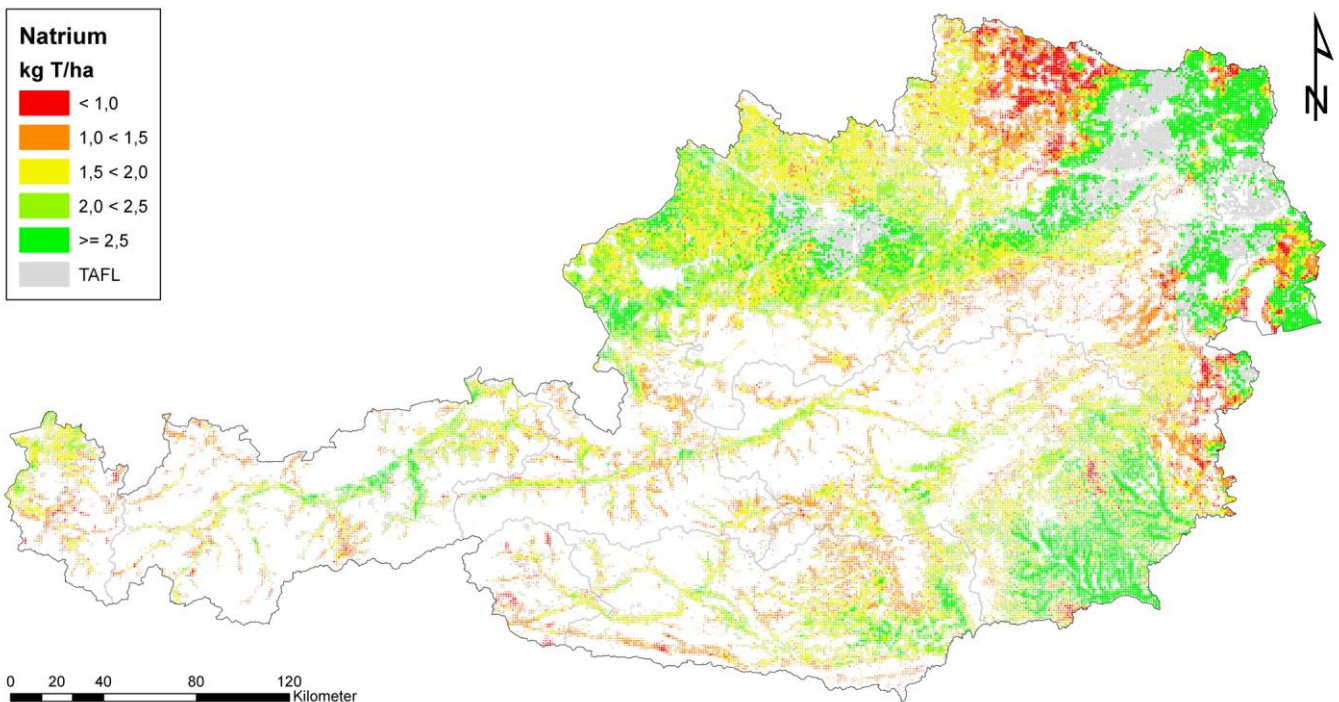 Natrium
kg T/ha
< 1,0
1,0 < 1,5
1,5 < 2,0
2,0 < 2,5
>= 2,5
TAFL
N
0 20 40 80 120
Kilometer